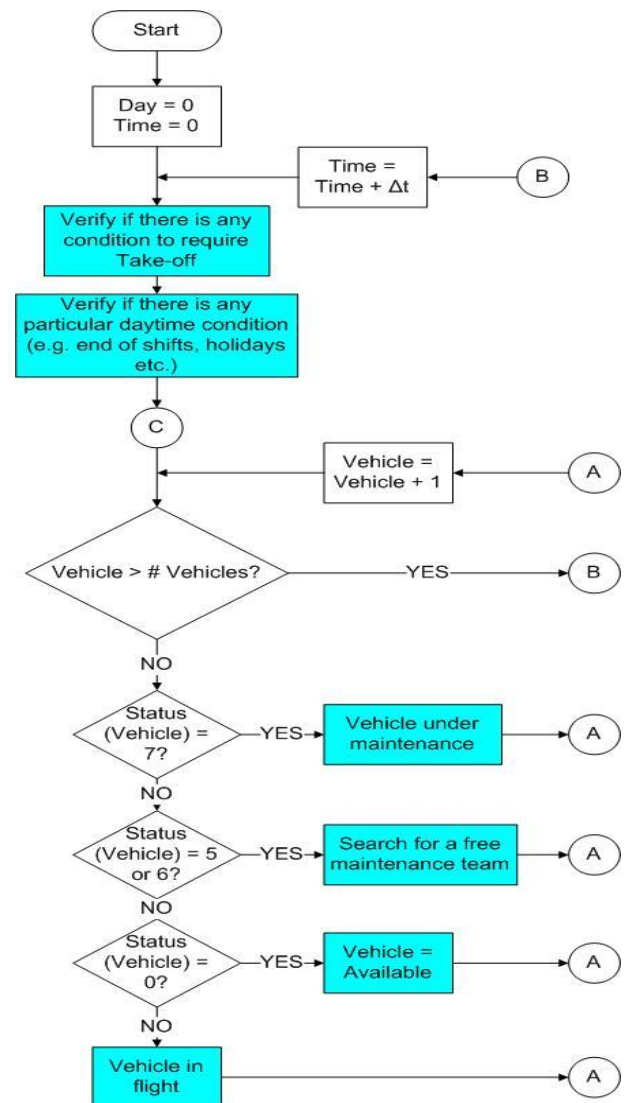 Start
Day = 0
Time = 0
Time =
Time + Δt
B
Verify if there is any
condition to require
Take-off
Verify if there is any
particular daytime condition
(e.g. end of shifts, holidays
etc.)
C
Vehicle =
Vehicle + 1
A
Vehicle > # Vehicles?
YES
B
NO
Status
(Vehicle) =
7?
YES
Vehicle under
maintenance
A
NO
Status
(Vehicle) = 5
or 6?
YES
Search for a free
maintenance team
A
NO
Status
(Vehicle) =
0?
YES
Vehicle =
Available
A
NO
Vehicle in
flight
A